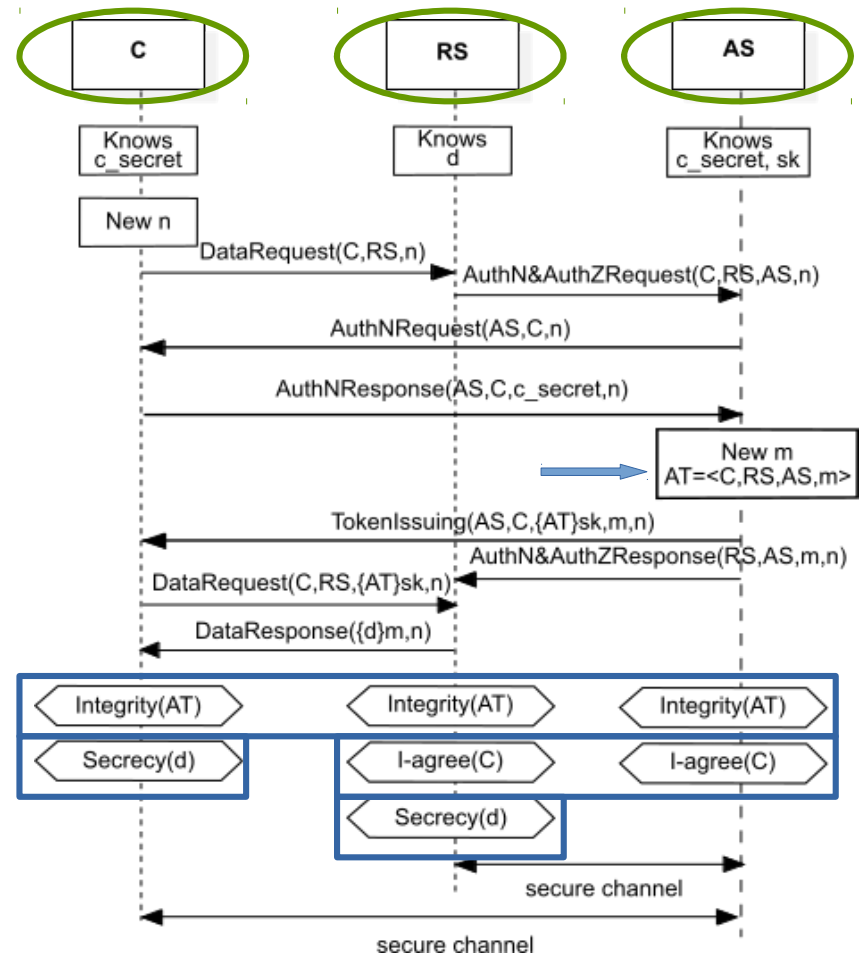 C
RS
AS
Knows
c_secret
Knows
d
Knows
c_secret, sk
New n
DataRequest(C,RS,n)
AuthN&AuthZRequest(C,RS,AS,n)
AuthNRequest(AS,C,n)
AuthNResponse(AS,C,c_secret,n)
New m
AT=<C,RS,AS,m>
TokenIssuing(AS,C,{AT}sk,m,n)
AuthN&AuthZResponse(RS,AS,m,n)
DataRequest(C,RS,{AT}sk,n)
DataResponse({d}m,n)
Integrity(AT)
Integrity(AT)
Integrity(AT)
Secrecy(d)
I-agree(C)
I-agree(C)
Secrecy(d)
secure channel
secure channel